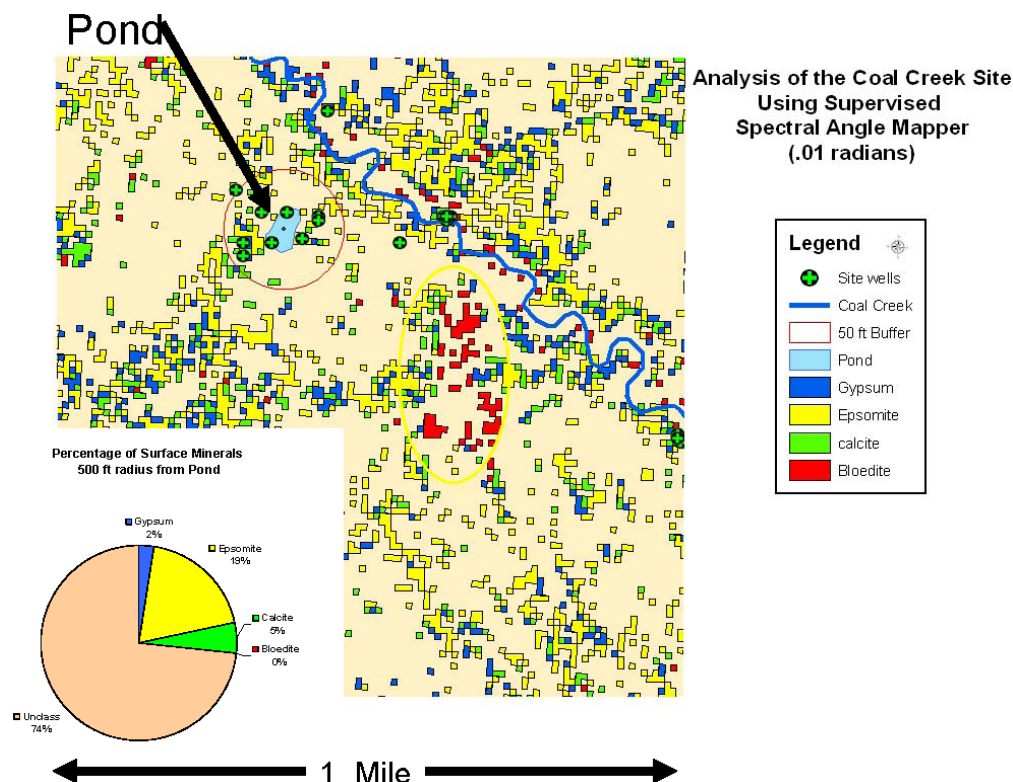 Pond
Analysis of the Coal Creek Site
Using Supervised
Spectral Angle Mapper
(.01 radians)
Legend
Site wells
Coal Creek
50 ft Buffer
Pond
Gypsum
Epsomite
calcite
Bloedite
Percentage of Surface Minerals
500 ft radius from Pond
Gypsum
2%
Epsomite
19%
Calcite
5%
Bloedite
0%
Unclass
74%
1 Mile